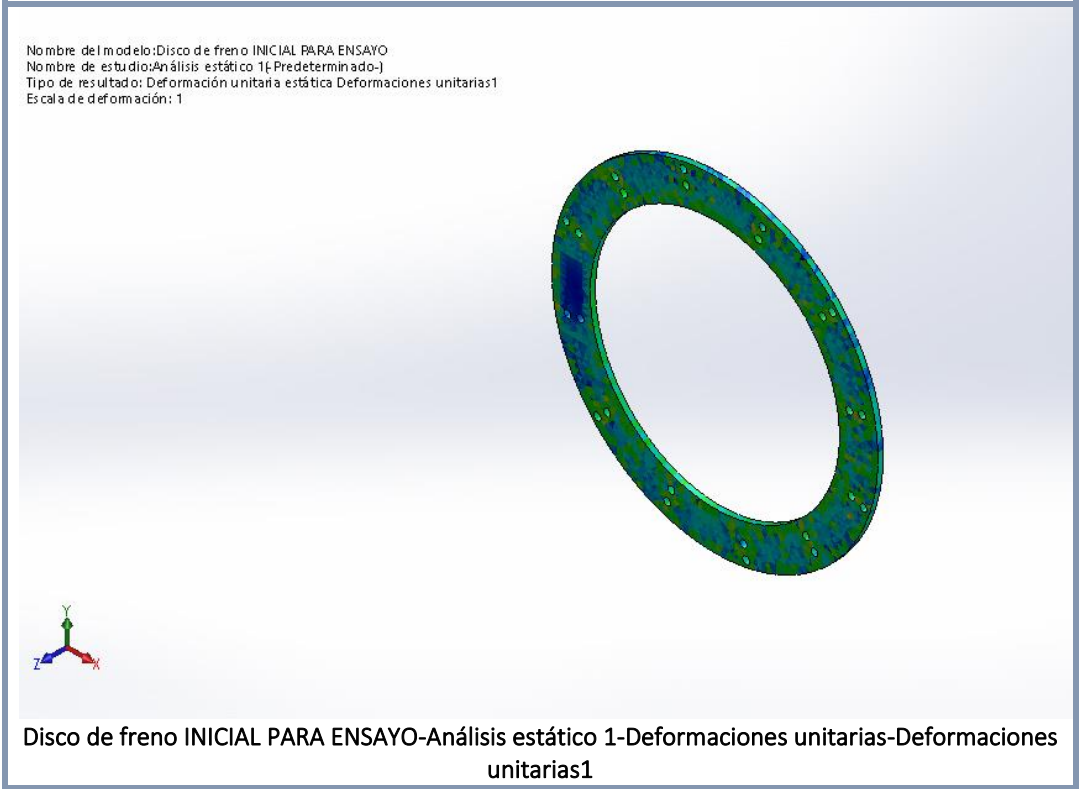 Nombre del modelo:Disco de freno INICIAL PARA ENSAYO
Nombre de estudio:Análisis estático 1(-Predeterminado-)
Tipo de resultado: Deformación unitaria estática Deformaciones unitarias1
Escala de deformación: 1
Y
Z
X
Disco de freno INICIAL PARA ENSAYO-Análisis estático 1-Deformaciones unitarias-Deformaciones
unitarias1